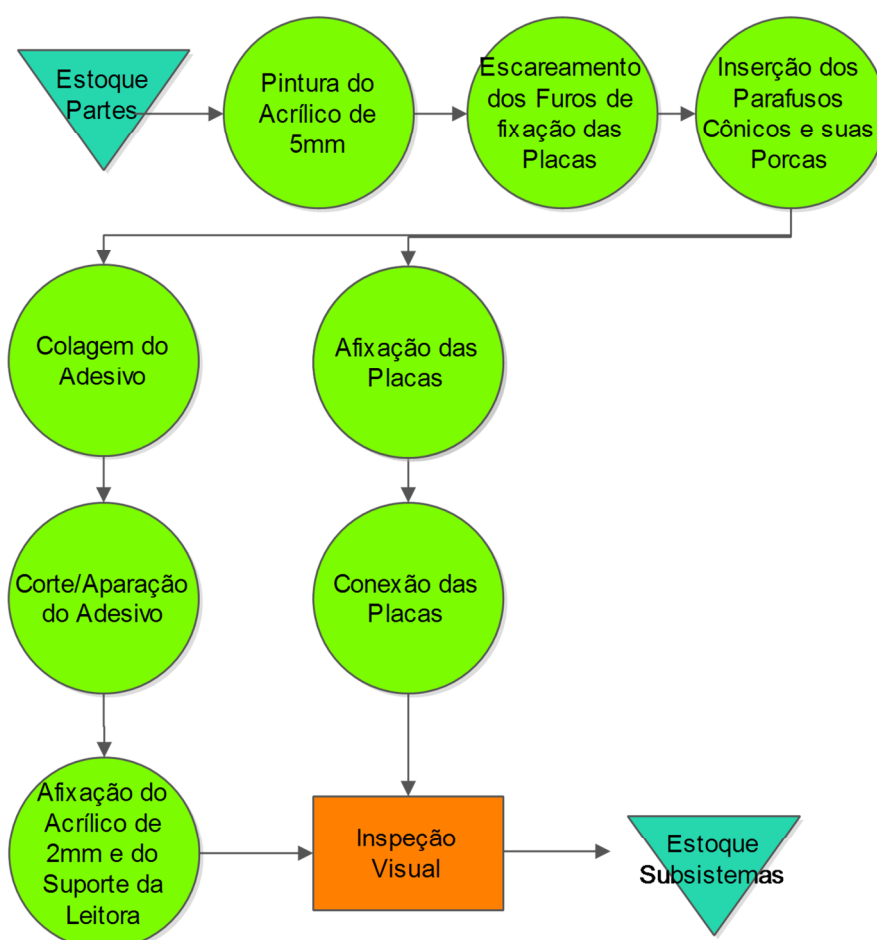 Estoque
Partes
Pintura do
Acrílico de
5mm
Escareamento
dos Furos de
fixação das
Placas
Inserção dos
Parafusos
Cônicos e suas
Porcas
Colagem do
Adesivo
Afixação das
Placas
Corte/Aparação
do Adesivo
Conexão das
Placas
Afixação do
Acrílico de
2mm e do
Suporte da
Leitora
Inspeção
Visual
Estoque
Subsistemas